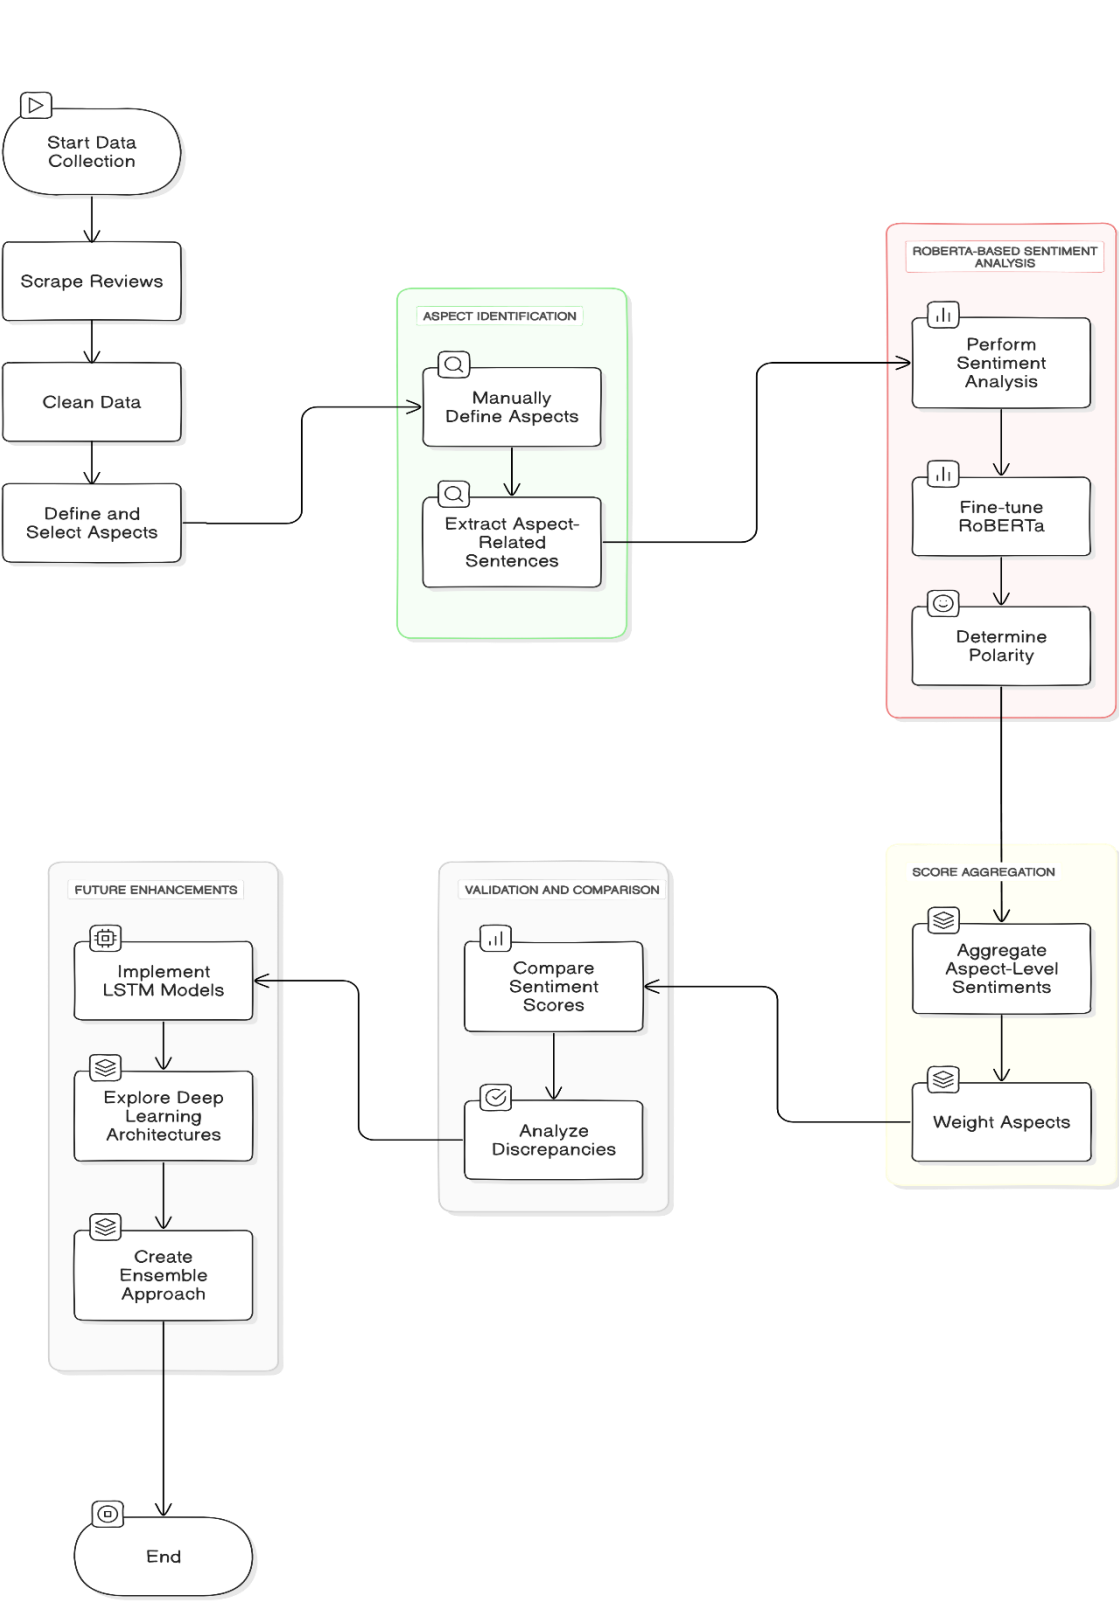 Start Data
Collection
Scrape Reviews
Clean Data
Define and
Select Aspects
ASPECT IDENTIFICATION
Manually
Define Aspects
Extract Aspect-
Related
Sentences
ROBERTA-BASED SENTIMENT
ANALYSIS
Perform
Sentiment
Analysis
Fine-tune
RoBERTa
Determine
Polarity
SCORE AGGREGATION
Aggregate
Aspect-Level
Sentiments
Weight Aspects
VALIDATION AND COMPARISON
Compare
Sentiment
Scores
Analyze
Discrepancies
FUTURE ENHANCEMENTS
Implement
LSTM Models
Explore Deep
Learning
Architectures
Create
Ensemble
Approach
End